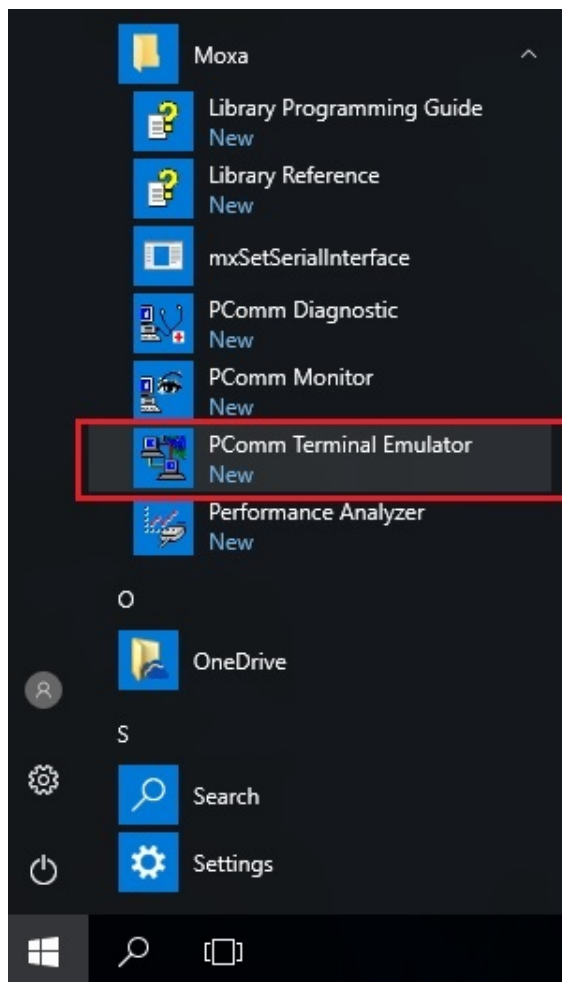 Moxa
Library Programming Guide
New
Library Reference
New
mxSetSerialInterface
PComm Diagnostic
New
PComm Monitor
New
PComm Terminal Emulator
New
Performance Analyzer
New
O
OneDrive
S
Search
Settings